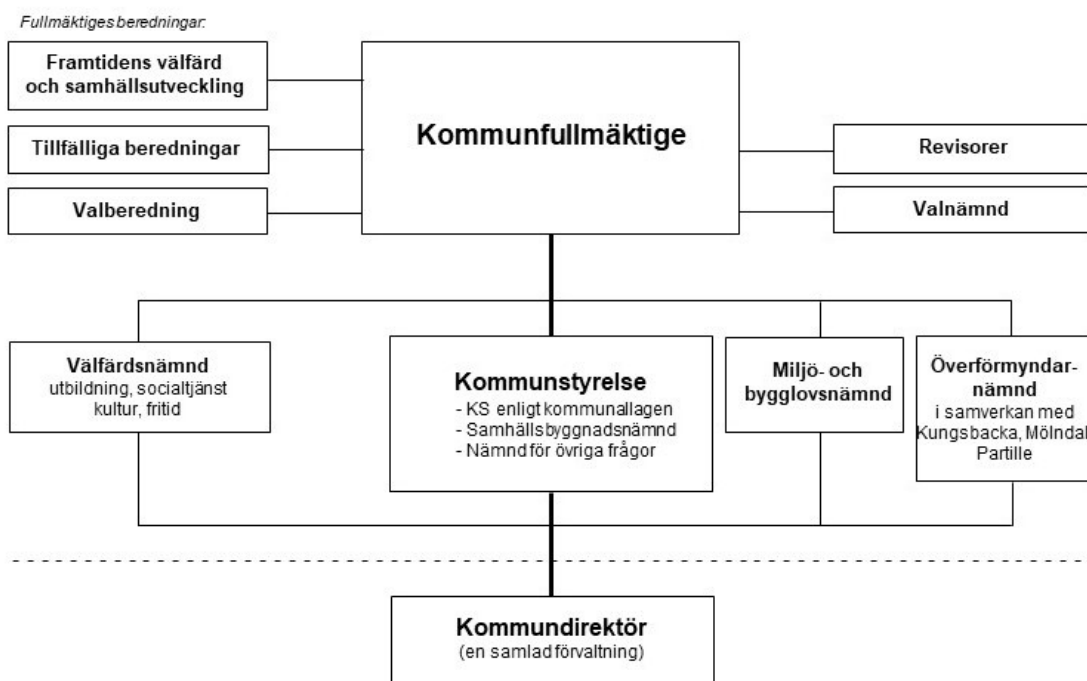 Fullmäktiges beredningar:
Framtidens välfärd
och samhällsutveckling
Tillfälliga beredningar
Valberedning
Kommunfullmäktige
Revisorer
Valnämnd
Välfärdsnämnd
utbildning, socialtjänst
kultur, fritid
Kommunstyrelse
- KS enligt kommunallagen
- Samhällsbyggnadsnämnd
- Nämnd för övriga frågor
Miljö- och
bygglovsnämnd
Överförmyndar-
nämnd
i samverkan med
Kungsbacka, Mölndal
Partille
Kommundirektör
(en samlad förvaltning)